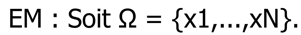 EM : Soit Ω = {x1,...,xN}.